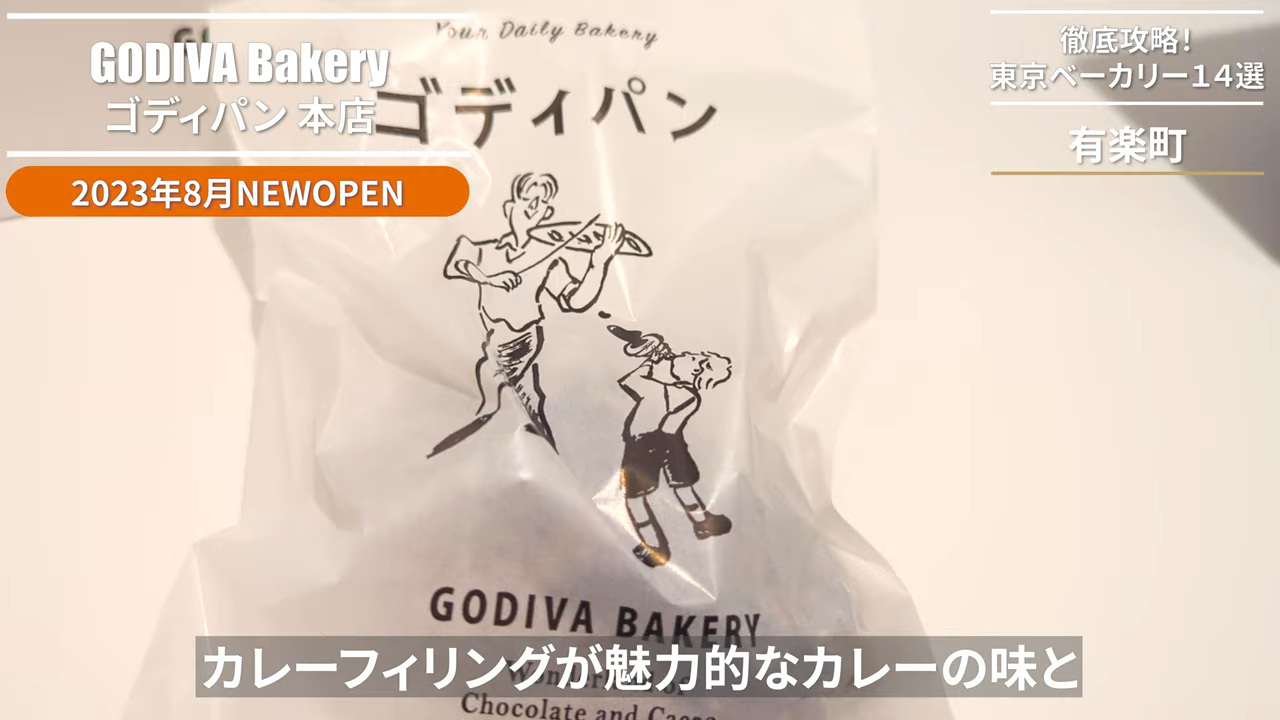 GODIVA Bakery
ゴディパン 本店
2023年8月NEWOPEN
徹底攻略!
東京ベーカリー14選
有楽町
Your Daily Bakery
ゴディパン
GODIVA BAKERY
Chocolate and Cacao
カレーフィリングが魅力的なカレーの味と